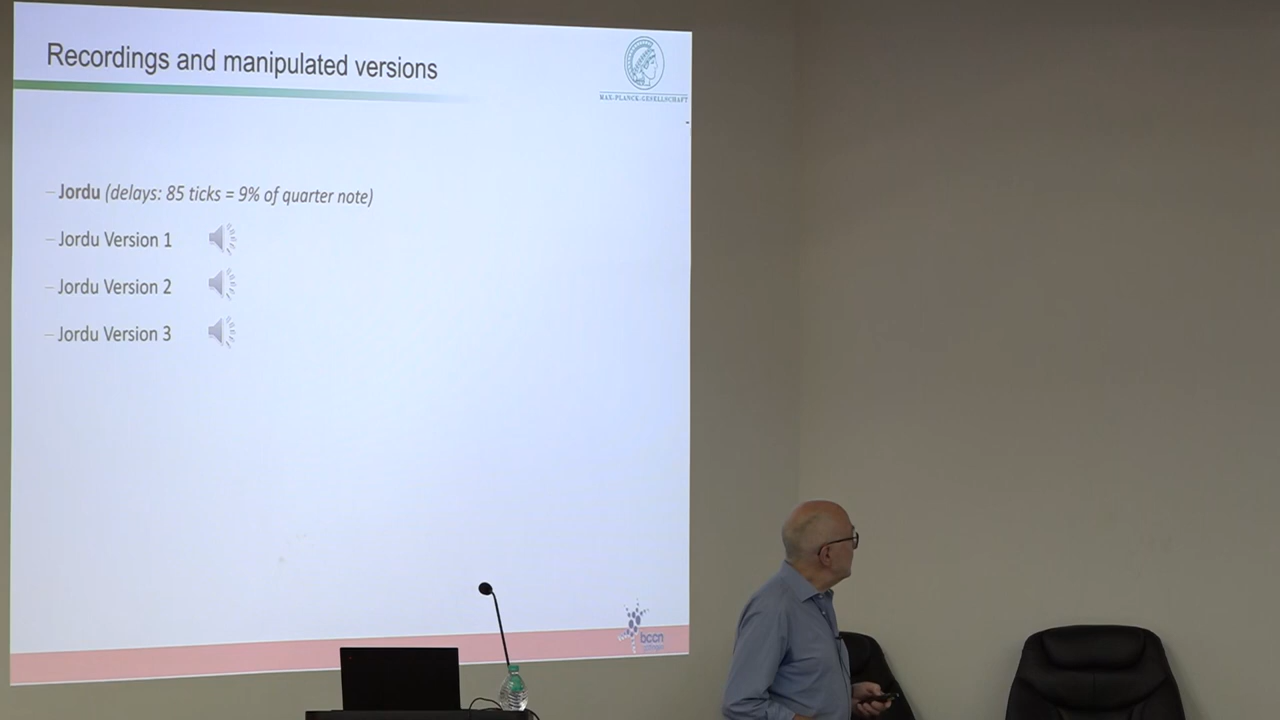 Recordings and manipulated versions
MAX-PLANCK-GESELLSCHAFT
– Jordu (delays: 85 ticks = 9% of quarter note)
– Jordu Version 1
– Jordu Version 2
– Jordu Version 3
bccn